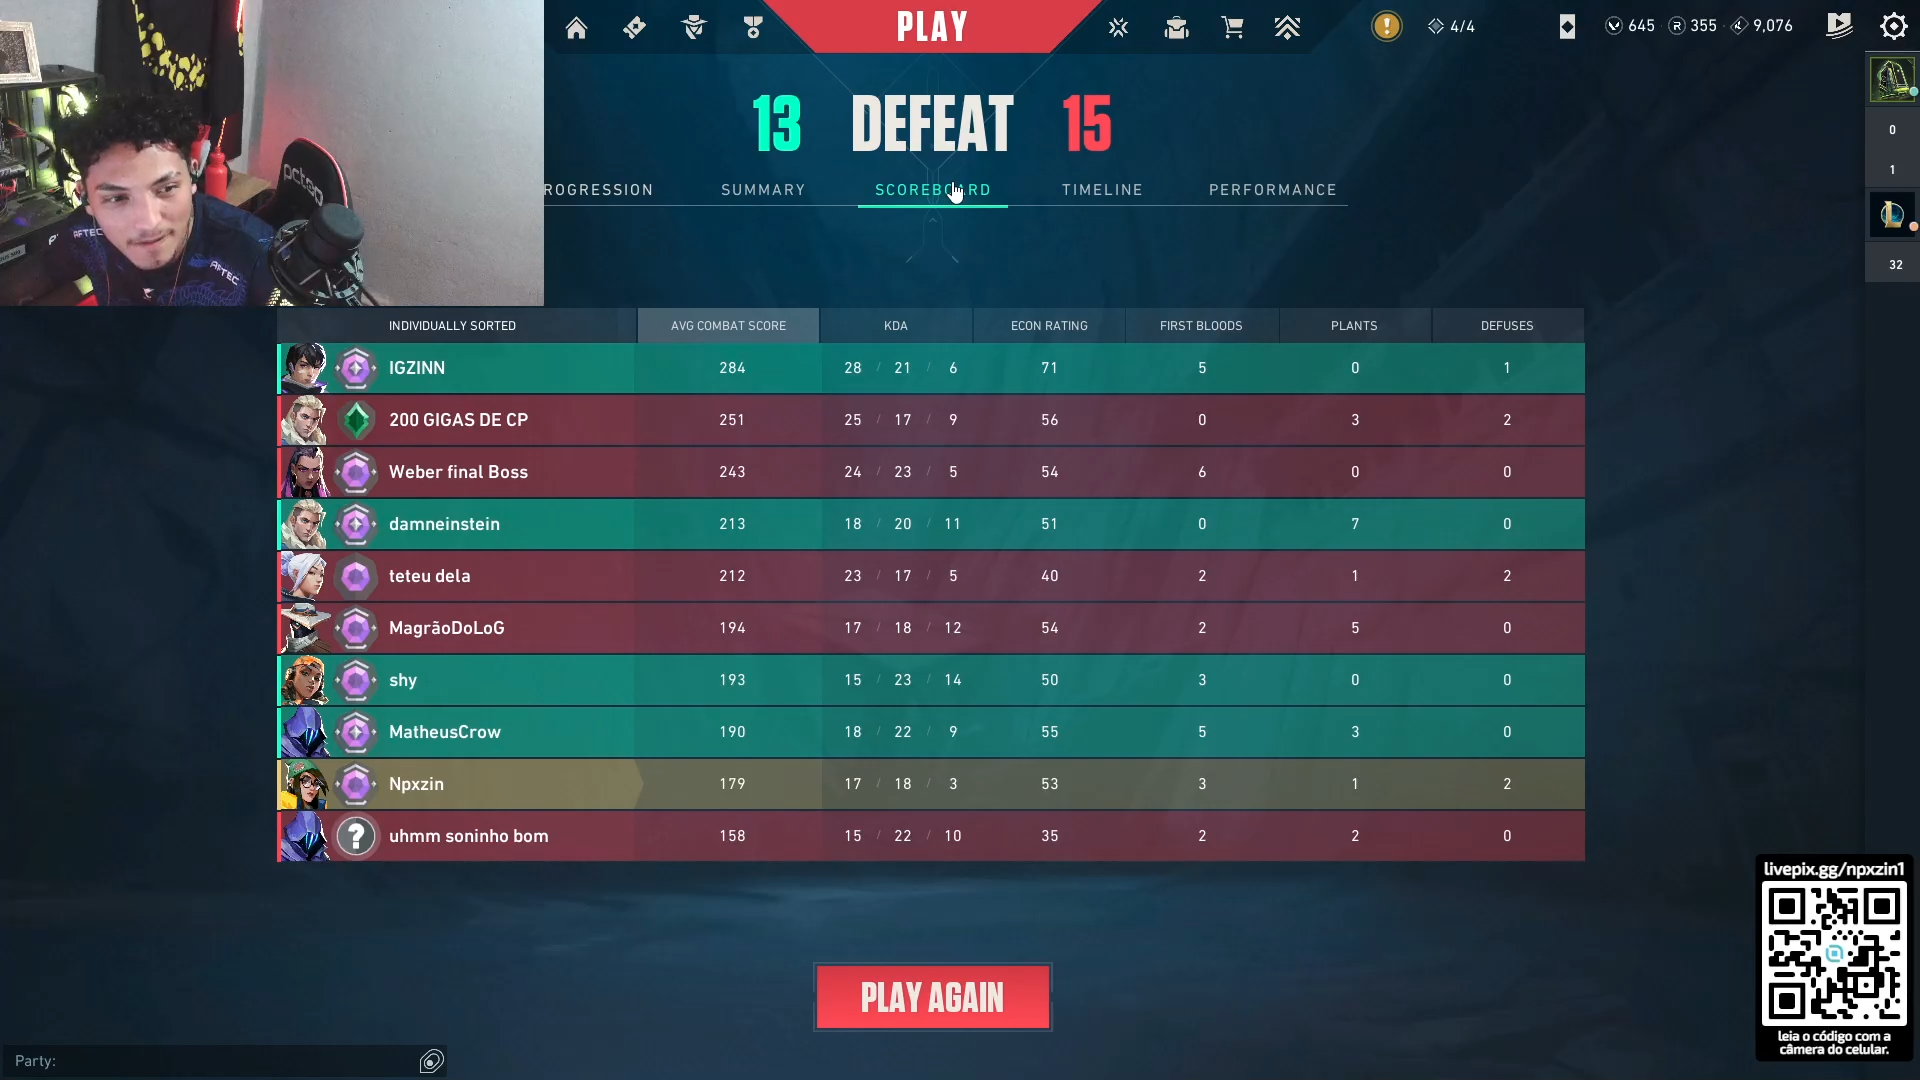 PLAY
4/4
645
355
9,076
13 DEFEAT 15
ROGRESSION
SUMMARY
SCOREBOARD
TIMELINE
PERFORMANCE
0
1
32
INDIVIDUALLY SORTED AVG COMBAT SCORE KDA ECON RATING FIRST BLOODS PLANTS DEFUSES
IGZINN 284 28 / 21 / 6 71 5 0 1
200 GIGAS DE CP 251 25 / 17 / 9 56 0 3 2
Weber final Boss 243 24 / 23 / 5 54 6 0 0
damneinstein 213 18 / 20 / 11 51 0 7 0
teteu dela 212 23 / 17 / 5 40 2 1 2
MagrãoDoLoG 194 17 / 18 / 12 54 2 5 0
shy 193 15 / 23 / 14 50 3 0 0
MatheusCrow 190 18 / 22 / 9 55 5 3 0
Npxzin 179 17 / 18 / 3 53 3 1 2
uhmm soninho bom 158 15 / 22 / 10 35 2 2 0
PLAY AGAIN
Party:
livepix.gg/npxzin1
leia o código com a
câmera do celular.
AFTEC
AFTEC